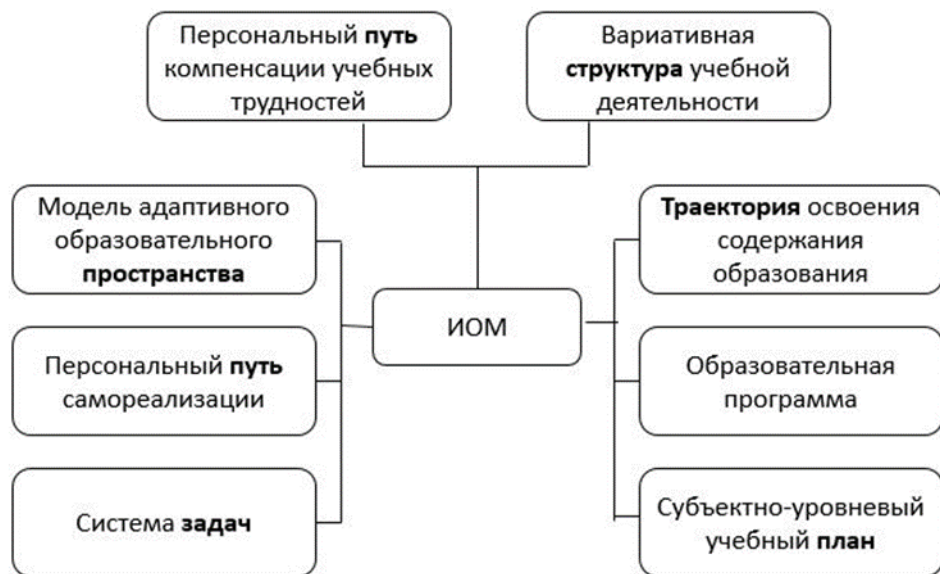 Персональный путь
компенсации учебных
трудностей
Вариативная
структура учебной
деятельности
Модель адаптивного
образовательного
пространства
Персональный путь
самореализации
Система задач
ИОМ
Траектория освоения
содержания
образования
Образовательная
программа
Субъектно-уровневый
учебный план